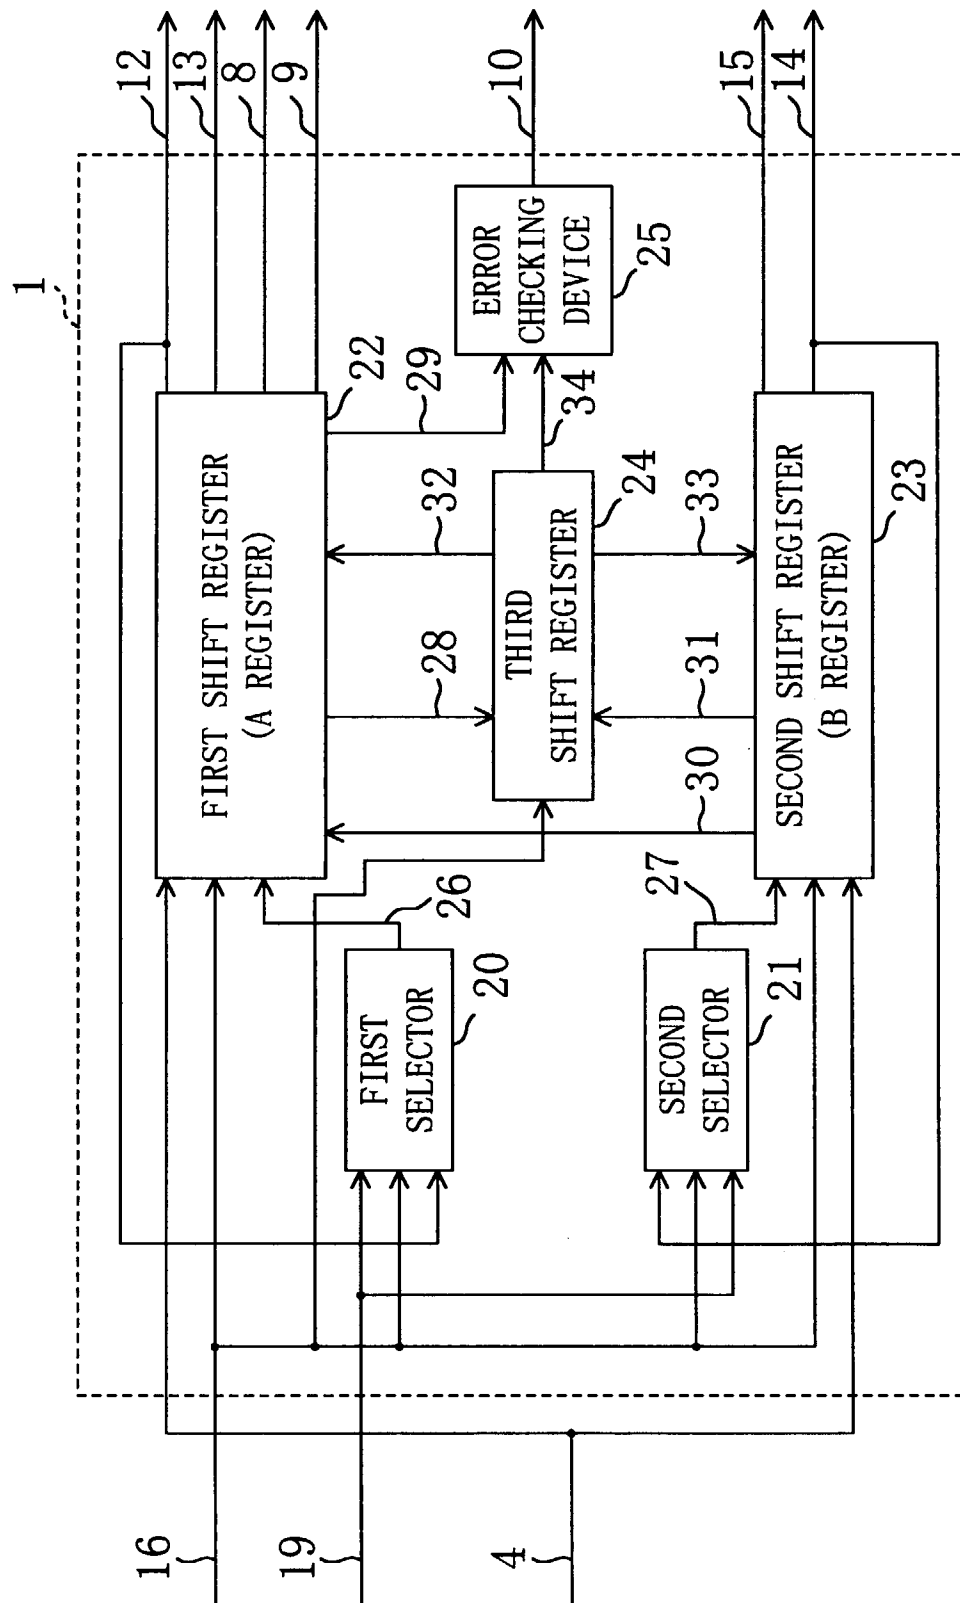 1
12
13
8
9
10
15
14
FIRST SHIFT REGISTER
(A REGISTER)
22
29
ERROR
CHECKING
DEVICE
25
34
32
28
THIRD
SHIFT REGISTER
24
33
31
30
SECOND SHIFT REGISTER
(B REGISTER)
23
26
27
FIRST
SELECTOR
20
SECOND
SELECTOR
21
16
19
4